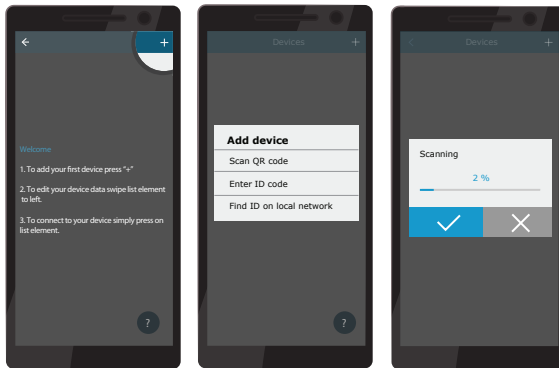 +
Welcome
1. To add your first device press "+"
2. To edit your device data swipe list element
to left.
3. To connect to your device simply press on
list element.
?
Devices +
Add device
Scan QR code
Enter ID code
Find ID on local network
?
Devices +
Scanning
2 %